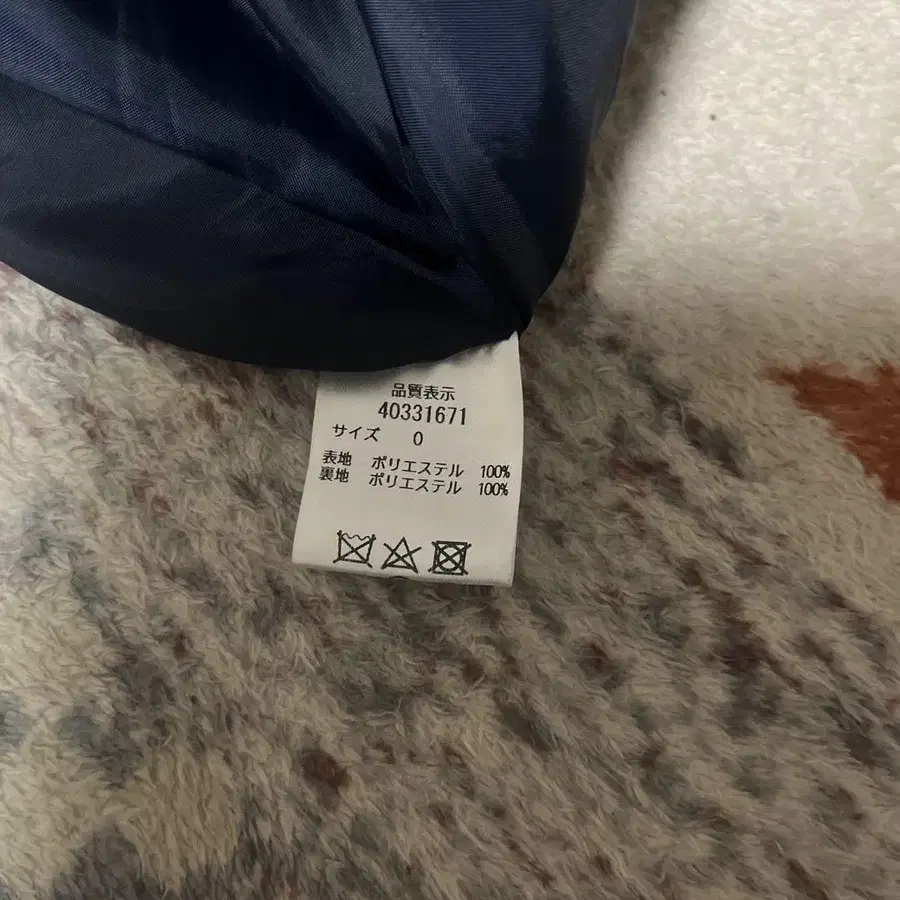 品質表示
40331671
サイズ 0
表地 ポリエステル 100%
裏地 ポリエステル 100%